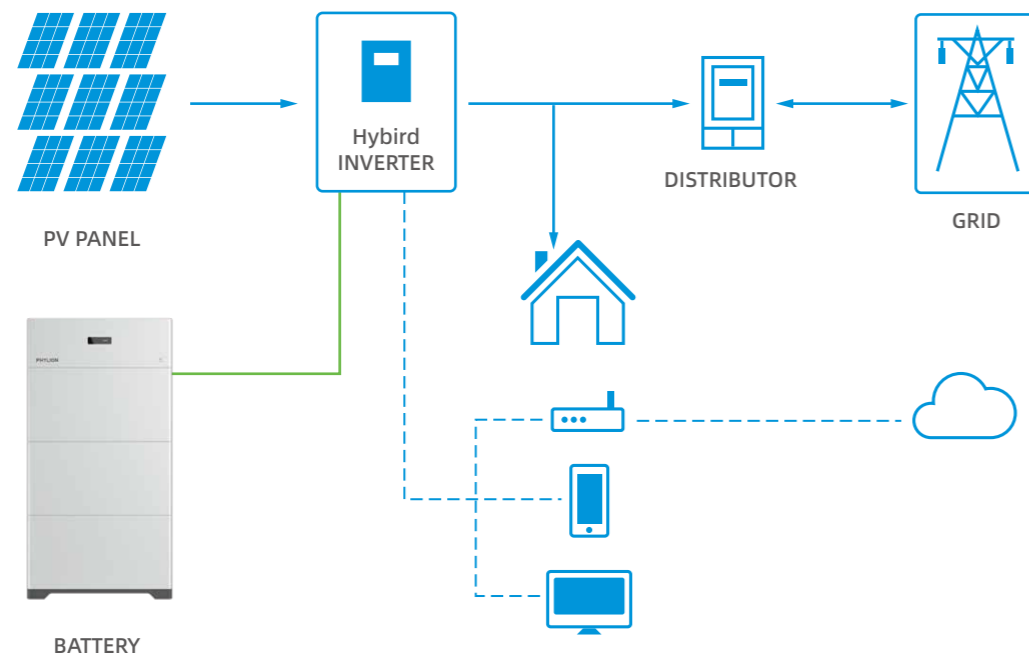 Hybird
INVERTER
DISTRIBUTOR
GRID
PV PANEL
PHYLION
BATTERY